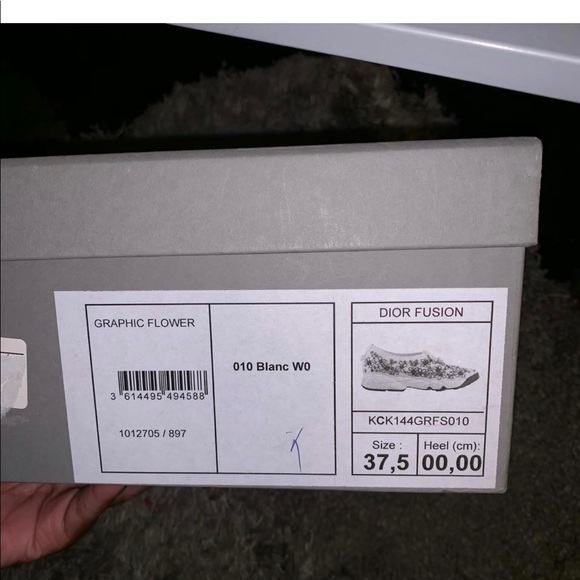 GRAPHIC FLOWER
3 614495 494588
1012705 / 897
010 Blanc W0
DIOR FUSION
KCK144GRFS010
Size : Heel (cm):
37,5 00,00